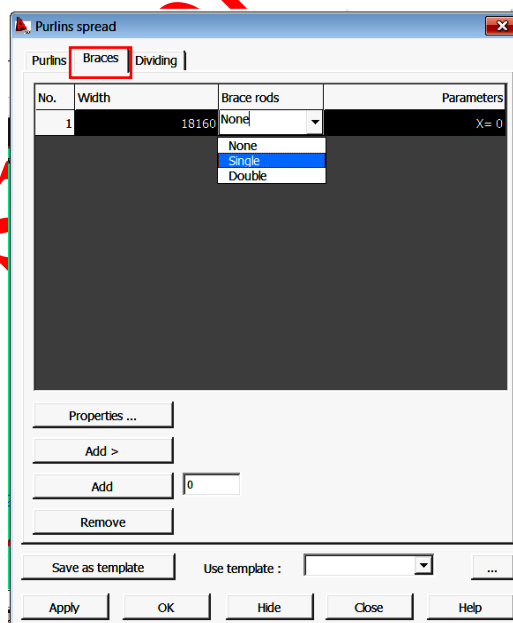 Purlins spread
Purlins Braces Dividing
No. Width Brace rods Parameters
1 18160 None X= 0
None
Single
Double
Properties ...
Add >
Add 0
Remove
Save as template Use template : ...
Apply OK Hide Close Help